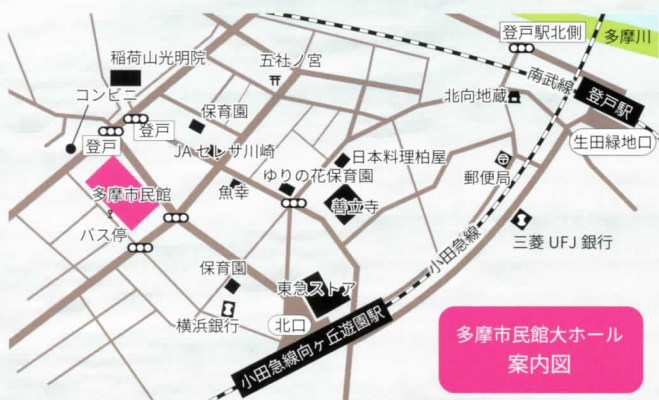 登戸駅北側
多摩川
稲荷山光明院
五社ノ宮
南武線
コンビニ
北向地蔵
登戸駅
保育園
登戸
登戸
生田緑地口
JAセレサ川崎
日本料理柏屋
郵便局
ゆりの花保育園
多摩市民館
魚幸
善立寺
バス停
小田急線
三菱UFJ銀行
保育園
東急ストア
横浜銀行
北口
小田急線向ヶ丘遊園駅
多摩市民館大ホール
案内図